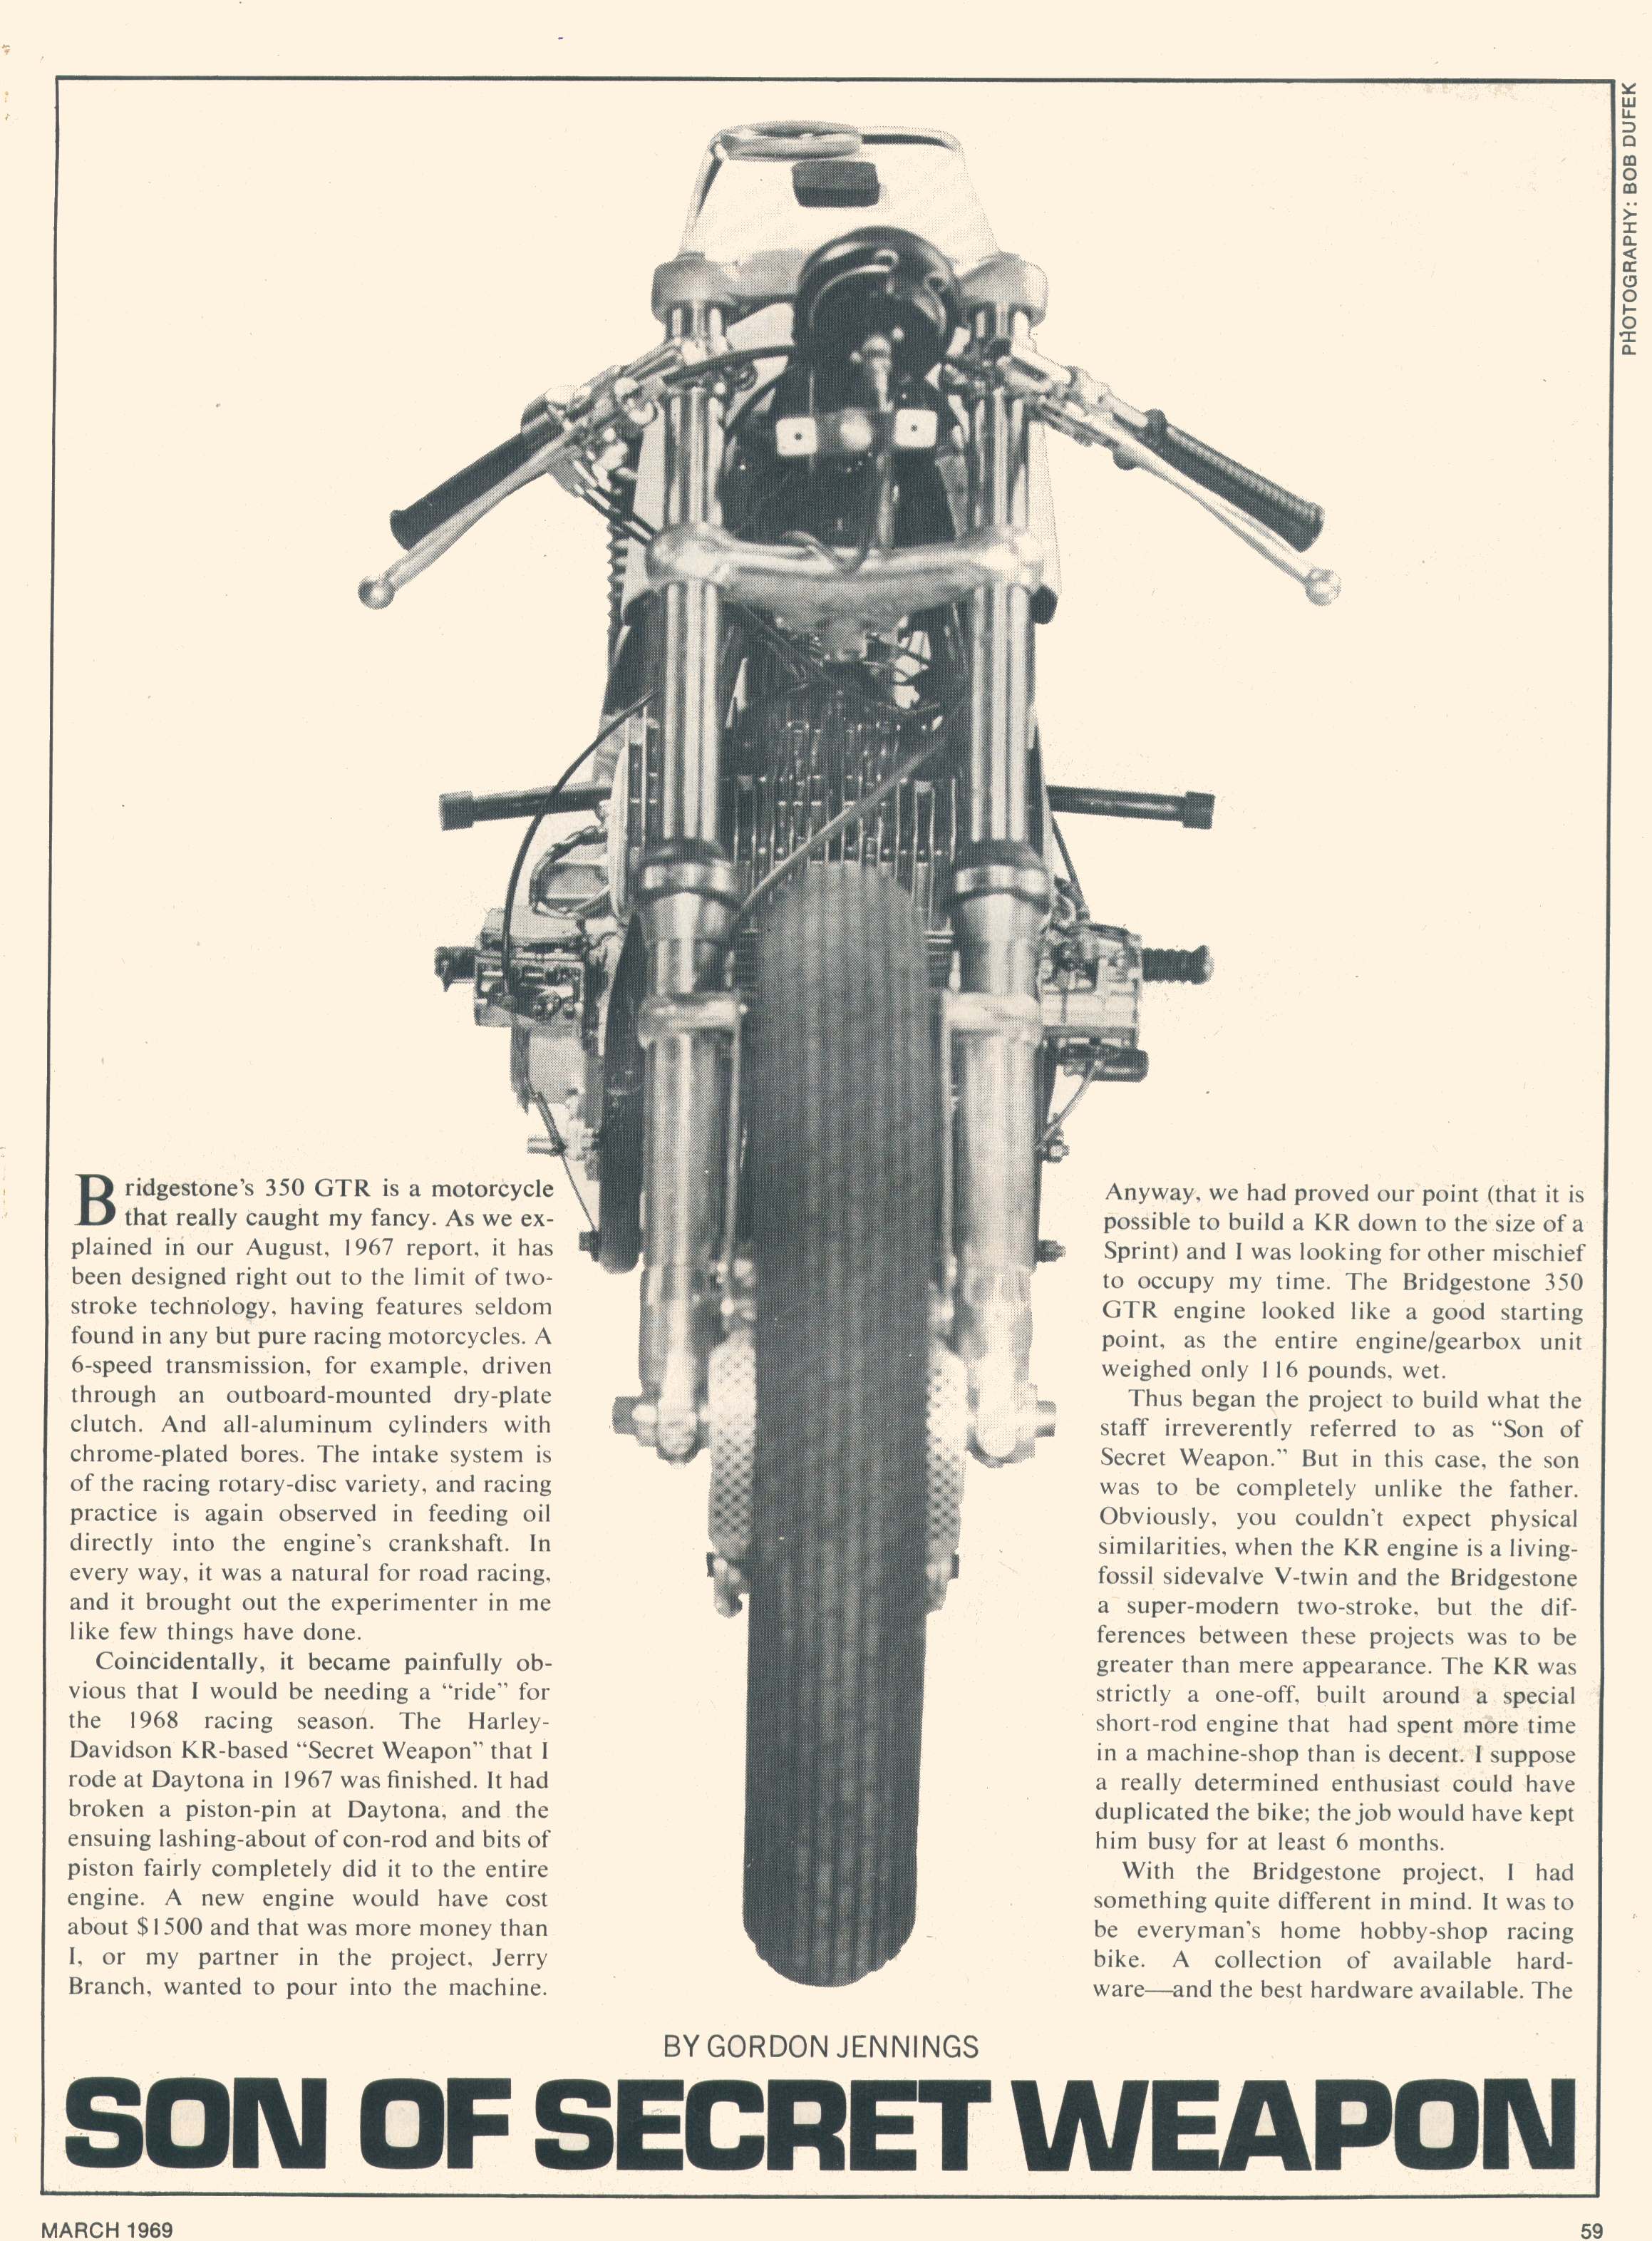 PHOTOGRAPHY: BOB DUFEK
Bridgestone's 350 GTR is a motorcycle
that really caught my fancy. As we ex-
plained in our August, 1967 report, it has
been designed right out to the limit of two-
stroke technology, having features seldom
found in any but pure racing motorcycles. A
6-speed transmission, for example, driven
through an outboard-mounted dry-plate
clutch. And all-aluminum cylinders with
chrome-plated bores. The intake system is
of the racing rotary-disc variety, and racing
practice is again observed in feeding oil
directly into the engine's crankshaft. In
every way, it was a natural for road racing,
and it brought out the experimenter in me
like few things have done.
Coincidentally, it became painfully ob-
vious that I would be needing a “ride” for
the 1968 racing season. The Harley-
Davidson KR-based “Secret Weapon” that I
rode at Daytona in 1967 was finished. It had
broken a piston-pin at Daytona, and the
ensuing lashing-about of con-rod and bits of
piston fairly completely did it to the entire
engine. A new engine would have cost
about $1500 and that was more money than
I, or my partner in the project, Jerry
Branch, wanted to pour into the machine.
Anyway, we had proved our point (that it is
possible to build a KR down to the size of a
Sprint) and I was looking for other mischief
to occupy my time. The Bridgestone 350
GTR engine looked like a good starting
point, as the entire engine/gearbox unit
weighed only 116 pounds, wet.
Thus began the project to build what the
staff irreverently referred to as “Son of
Secret Weapon.” But in this case, the son
was to be completely unlike the father.
Obviously, you couldn't expect physical
similarities, when the KR engine is a living-
fossil sidevalve V-twin and the Bridgestone
a super-modern two-stroke, but the dif-
ferences between these projects was to be
greater than mere appearance. The KR was
strictly a one-off, built around a special
short-rod engine that had spent more time
in a machine-shop than is decent. I suppose
a really determined enthusiast could have
duplicated the bike; the job would have kept
him busy for at least 6 months.
With the Bridgestone project, I had
something quite different in mind. It was to
be everyman's home hobby-shop racing
bike. A collection of available hard-
ware—and the best hardware available. The
BY GORDON JENNINGS
SON OF SECRET WEAPON
MARCH 1969
59